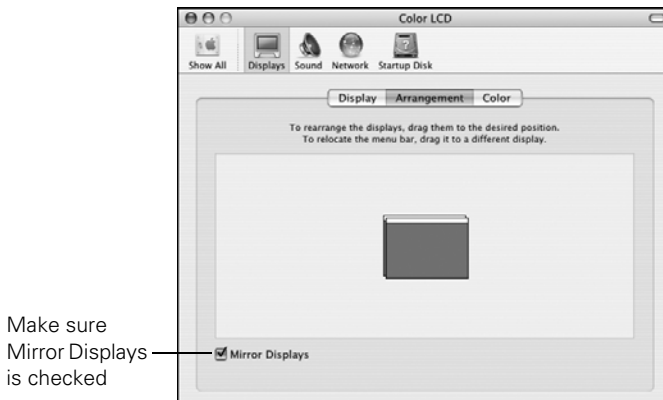 Color LCD
Show All Displays Sound Network Startup Disk
Display Arrangement Color
To rearrange the displays, drag them to the desired position.
To relocate the menu bar, drag it to a different display.
Make sure
Mirror Displays
is checked
Mirror Displays